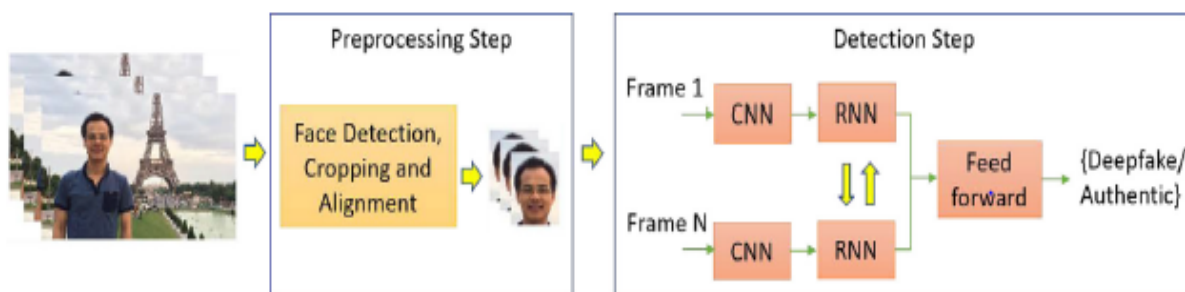 Preprocessing Step
Face Detection,
Cropping and
Alignment
Detection Step
Frame 1
CNN
RNN
Frame N
CNN
RNN
Feed
forward
{Deepfake/
Authentic}